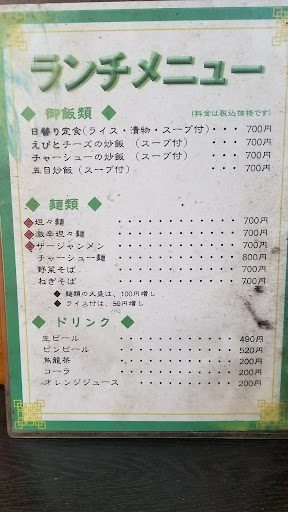 ランチメニュー
◆ 御飯類 ◆ (料金は税込価格です)
日替り定食(ライス・漬物・スープ付)・・・ 700円
えびとチーズの炒飯 (スープ付) ・・・ 700円
チャーシューの炒飯 (スープ付) ・・・ 700円
五目炒飯(スープ付) ・・・・・ 700円
◆ 麺類 ◆
◆坦々麺 ・・・・・・・・・・・・ 700円
◆激辛坦々麺 ・・・・・・・・・・・・ 700円
◆ザージャンメン ・・・・・・・・・・・・ 700円
チャーシュー麺 ・・・・・・・・・・・・ 800円
野菜そば ・・・・・・・・・・・・ 700円
ねぎそば ・・・・・・・・・・・・ 700円
◆ 麺類の大盛は、100円増し
◆ ライス付は、50円増し
◆ ドリンク ◆
生ビール ・・・・・・・・・・・・ 490円
ビンビール ・・・・・・・・・・・・ 520円
烏龍茶 ・・・・・・・・・・・・ 200円
コーラ ・・・・・・・・・・・・ 200円
オレンジジュース ・・・・・・・・・・・・ 200円